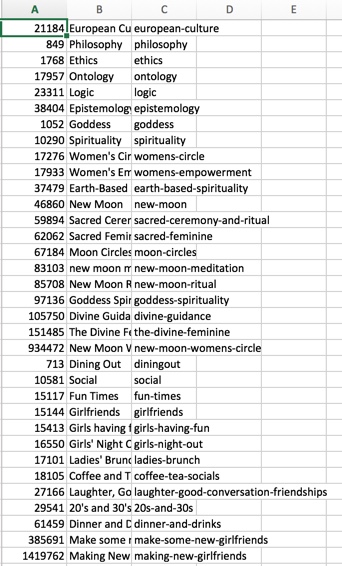 A B C D E
21184 European Cu european-culture
849 Philosophy philosophy
1768 Ethics ethics
17957 Ontology ontology
23311 Logic logic
38404 Epistemology epistemology
1052 Goddess goddess
10290 Spirituality spirituality
17276 Women's Cir womens-circle
17933 Women's Em womens-empowerment
37479 Earth-Based earth-based-spirituality
46860 New Moon new-moon
59894 Sacred Cerer sacred-ceremony-and-ritual
62062 Sacred Femir sacred-feminine
67184 Moon Circles moon-circles
83103 new moon m new-moon-meditation
85708 New Moon R new-moon-ritual
97136 Goddess Spir goddess-spirituality
105750 Divine Guida divine-guidance
151485 The Divine Fe the-divine-feminine
934472 New Moon W new-moon-womens-circle
713 Dining Out diningout
10581 Social social
15117 Fun Times fun-times
15144 Girlfriends girlfriends
15413 Girls having f girls-having-fun
16550 Girls' Night O girls-night-out
17101 Ladies' Brunc ladies-brunch
18105 Coffee and T coffee-tea-socials
27166 Laughter, Go laughter-good-conversation-friendships
29541 20's and 30's 20s-and-30s
61459 Dinner and D dinner-and-drinks
385691 Make some n make-some-new-girlfriends
1419762 Making New making-new-girlfriends